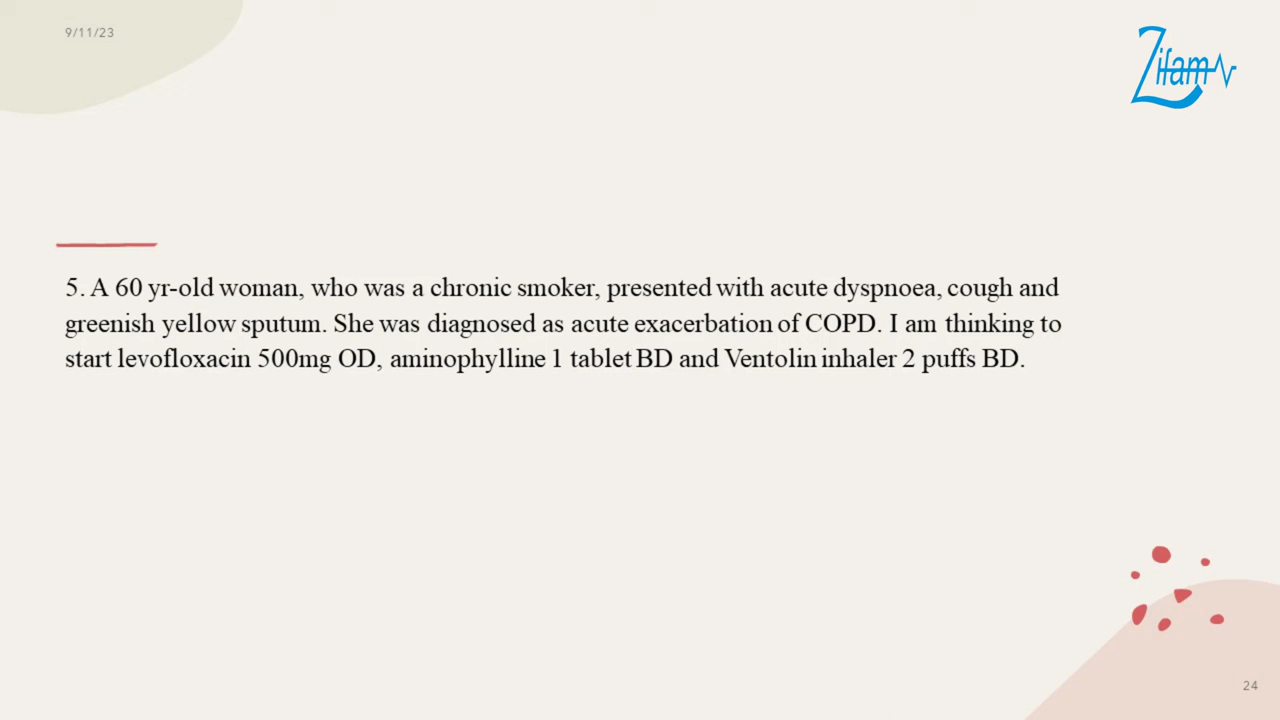 9/11/23
Zifam
5. A 60 yr-old woman, who was a chronic smoker, presented with acute dyspnoea, cough and
greenish yellow sputum. She was diagnosed as acute exacerbation of COPD. I am thinking to
start levofloxacin 500mg OD, aminophylline 1 tablet BD and Ventolin inhaler 2 puffs BD.
24